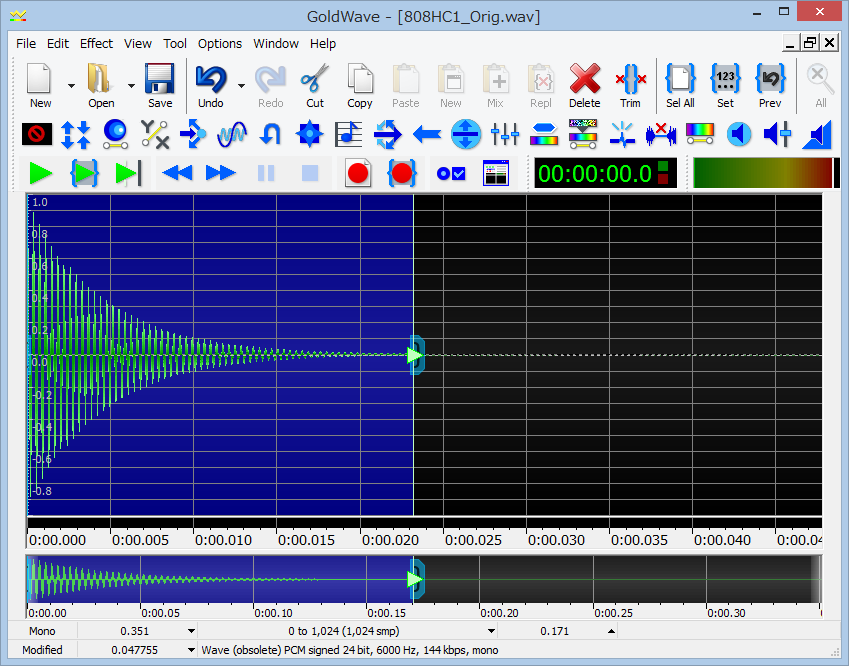 GoldWave - [808HC1_Orig.wav]
File Edit Effect View Tool Options Window Help
New Open Save Undo Redo Cut Copy Paste New Mix Repl Delete Trim Sel All Set Prev All
123
00:00:00.0
1.0
0.8
0.6
0.4
0.2
0.0
-0.2
-0.4
-0.6
-0.8
0:00.000 0:00.005 0:00.010 0:00.015 0:00.020 0:00.025 0:00.030 0:00.035 0:00.040 0:00.04
0:00.00 0:00.05 0:00.10 0:00.15 0:00.20 0:00.25 0:00.30
Mono 0.351 0 to 1,024 (1,024 smp) 0.171
Modified 0.047755 Wave (obsolete) PCM signed 24 bit, 6000 Hz, 144 kbps, mono